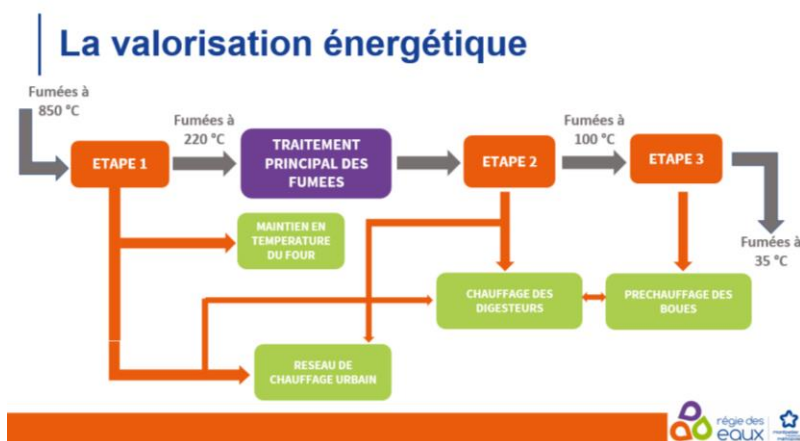 La valorisation énergétique
Fumées à
850 °C
ETAPE 1
Fumées à
220 °C
TRAITEMENT
PRINCIPAL DES
FUMEES
ETAPE 2
Fumées à
100 °C
ETAPE 3
Fumées à
35 °C
MAINTIEN EN
TEMPERATURE
DU FOUR
CHAUFFAGE DES
DIGESTEURS
PRECHAUFFAGE DES
BOUES
RESEAU DE
CHAUFFAGE URBAIN
régie des
eaux